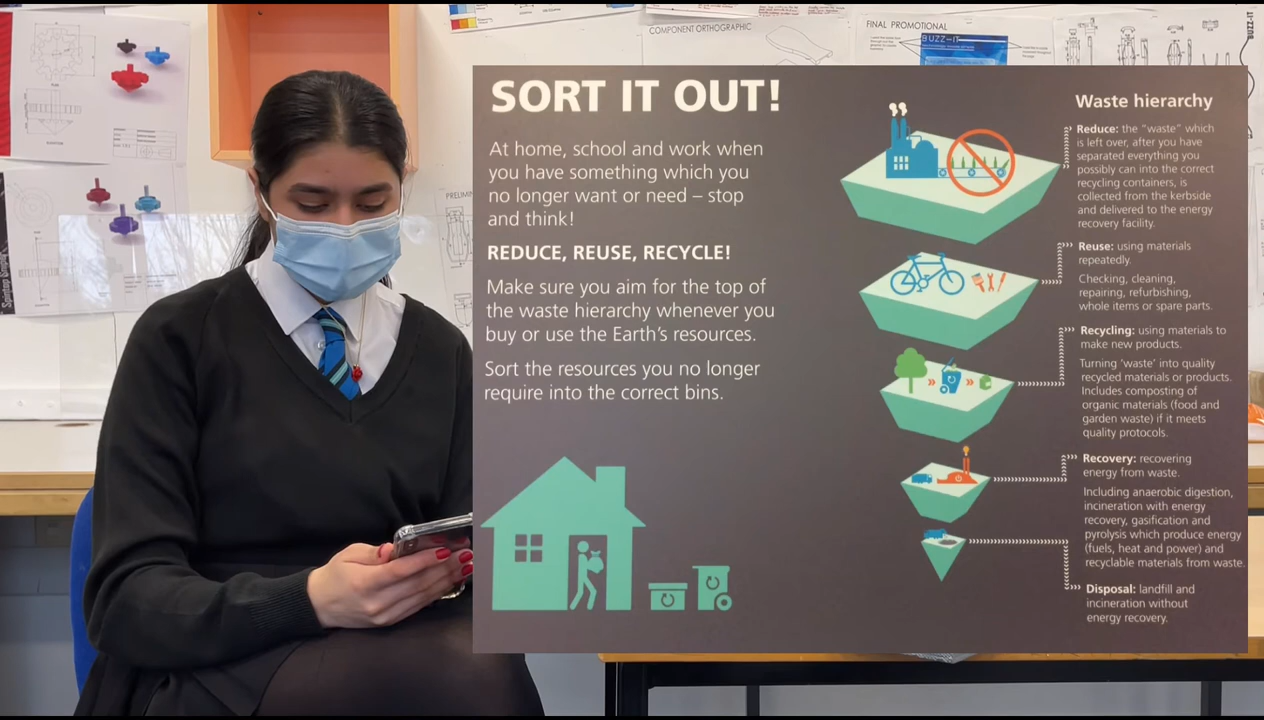 COMPONENT ORTHOGRAPHIC
FINAL PROMOTIONAL
BUZZ-IT
BUZZ-IT
PRELIMIN
SORT IT OUT!
At home, school and work when
you have something which you
no longer want or need – stop
and think!
REDUCE, REUSE, RECYCLE!
Make sure you aim for the top of
the waste hierarchy whenever you
buy or use the Earth's resources.
Sort the resources you no longer
require into the correct bins.
Waste hierarchy
Reduce: the "waste" which
is left over, after you have
separated everything you
possibly can into the correct
recycling containers, is
collected from the kerbside
and delivered to the energy
recovery facility.
Reuse: using materials
repeatedly.
Checking, cleaning,
repairing, refurbishing,
whole items or spare parts.
Recycling: using materials to
make new products.
Turning 'waste' into quality
recycled materials or products.
Includes composting of
organic materials (food and
garden waste) if it meets
quality protocols.
Recovery: recovering
energy from waste.
Including anaerobic digestion,
incineration with energy
recovery, gasification and
pyrolysis which produce energy
(fuels, heat and power) and
recyclable materials from waste.
Disposal: landfill and
incineration without
energy recovery.